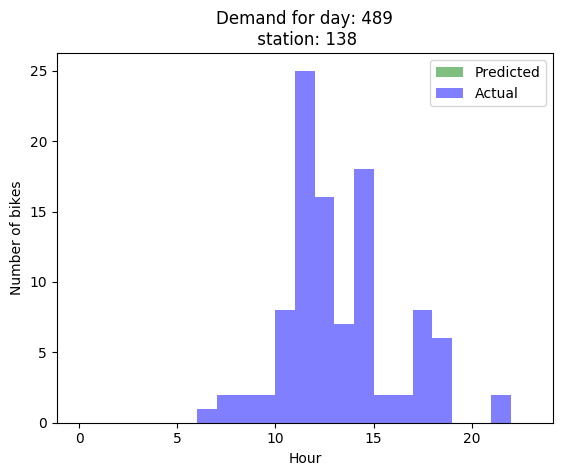 Demand for day: 489
station: 138
Predicted
Actual
Number of bikes
25
20
15
10
5
0
0 5 10 15 20
Hour